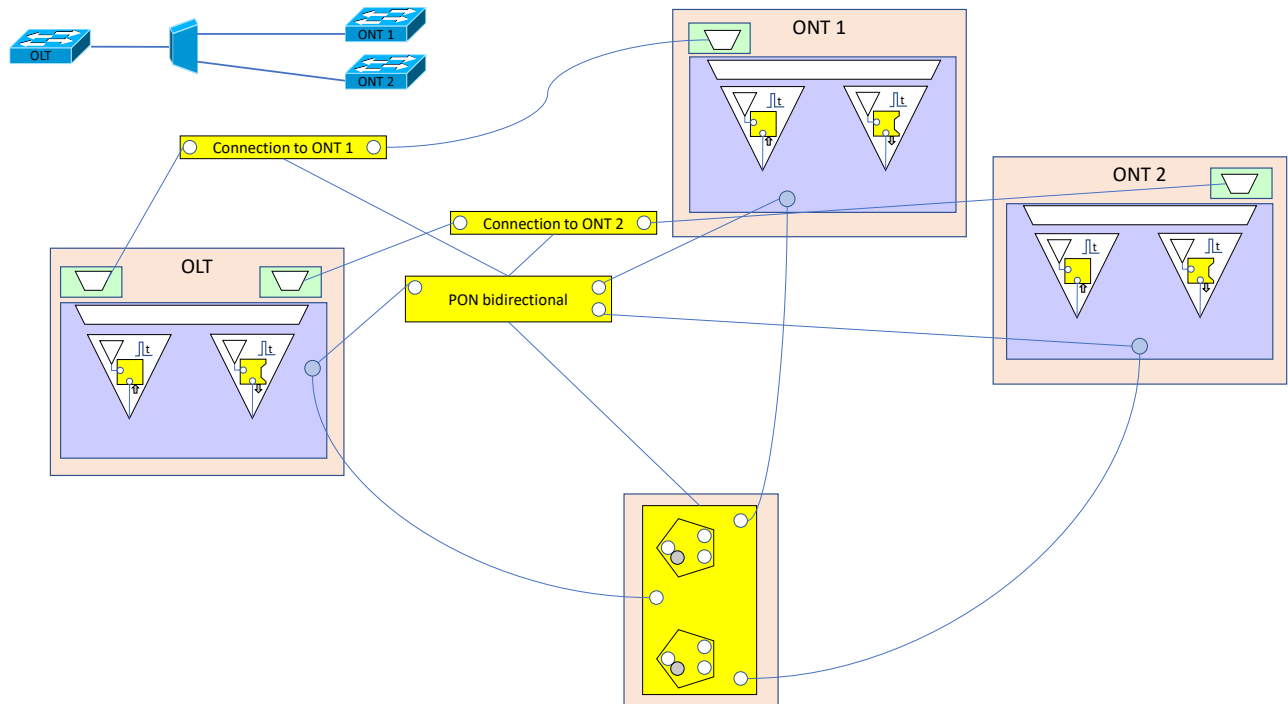 ONT 1
OLT
ONT 2
ONT 1
t
t
Connection to ONT 1
ONT 2
t
t
Connection to ONT 2
OLT
PON bidirectional
t
t